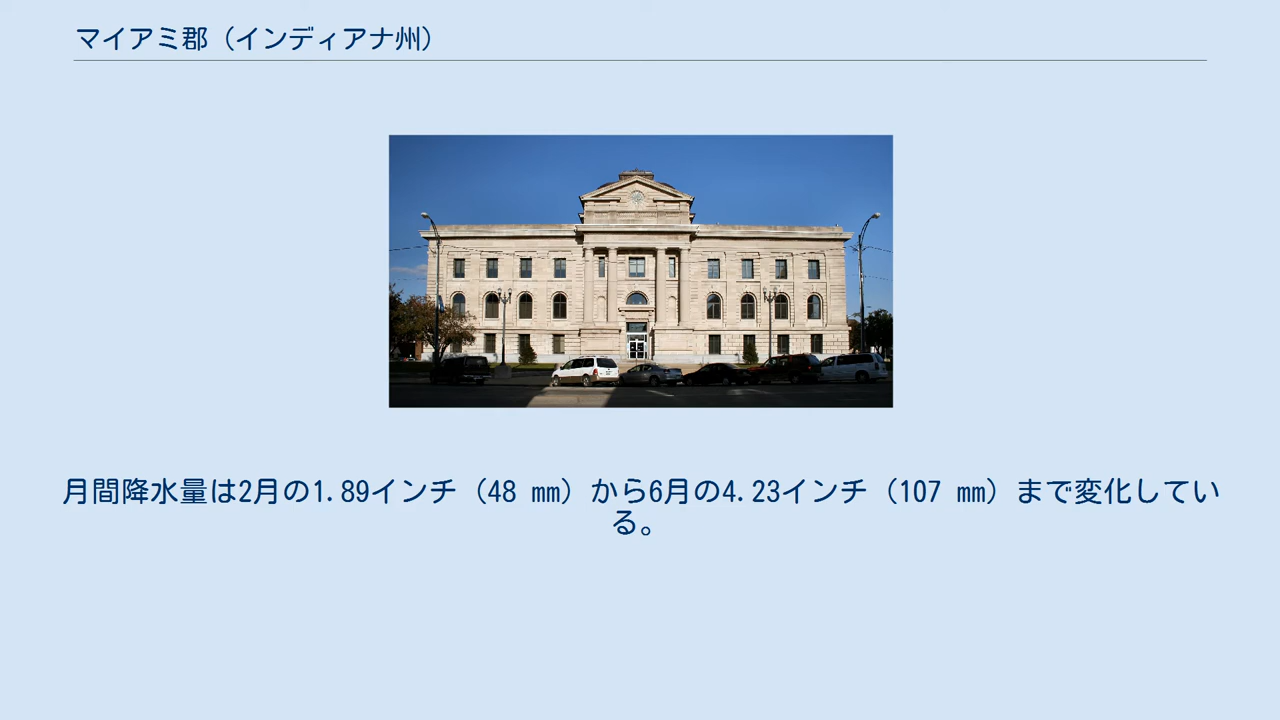 マイアミ郡（インディアナ州）
月間降水量は2月の1.89インチ（48 mm）から6月の4.23インチ（107 mm）まで変化してい
る。